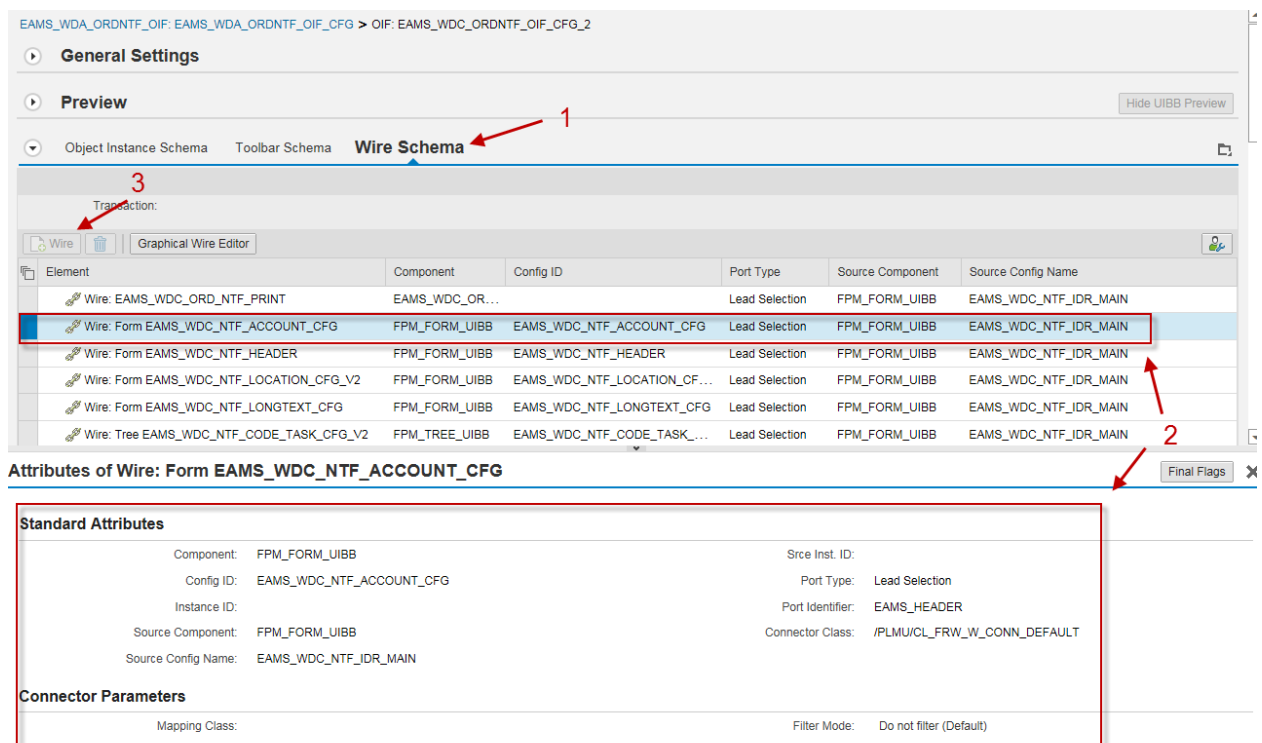 EAMS_WDA_ORDNTF_OIF: EAMS_WDA_ORDNTF_OIF_CFG > OIF: EAMS_WDC_ORDNTF_OIF_CFG_2
General Settings
Preview
Hide UIBB Preview
1
Object Instance Schema Toolbar Schema Wire Schema
3
Transaction:
Wire Graphical Wire Editor
Element Component Config ID Port Type Source Component Source Config Name
Wire: EAMS_WDC_ORD_NTF_PRINT EAMS_WDC_OR... Lead Selection FPM_FORM_UIBB EAMS_WDC_NTF_IDR_MAIN
Wire: Form EAMS_WDC_NTF_ACCOUNT_CFG FPM_FORM_UIBB EAMS_WDC_NTF_ACCOUNT_CFG Lead Selection FPM_FORM_UIBB EAMS_WDC_NTF_IDR_MAIN
Wire: Form EAMS_WDC_NTF_HEADER FPM_FORM_UIBB EAMS_WDC_NTF_HEADER Lead Selection FPM_FORM_UIBB EAMS_WDC_NTF_IDR_MAIN
Wire: Form EAMS_WDC_NTF_LOCATION_CFG_V2 FPM_FORM_UIBB EAMS_WDC_NTF_LOCATION_CF... Lead Selection FPM_FORM_UIBB EAMS_WDC_NTF_IDR_MAIN
Wire: Form EAMS_WDC_NTF_LONGTEXT_CFG FPM_FORM_UIBB EAMS_WDC_NTF_LONGTEXT_CFG Lead Selection FPM_FORM_UIBB EAMS_WDC_NTF_IDR_MAIN
Wire: Tree EAMS_WDC_NTF_CODE_TASK_CFG_V2 FPM_TREE_UIBB EAMS_WDC_NTF_CODE_TASK_... Lead Selection FPM_FORM_UIBB EAMS_WDC_NTF_IDR_MAIN
2
Attributes of Wire: Form EAMS_WDC_NTF_ACCOUNT_CFG Final Flags
Standard Attributes
Component: FPM_FORM_UIBB Srce Inst. ID:
Config ID: EAMS_WDC_NTF_ACCOUNT_CFG Port Type: Lead Selection
Instance ID: Port Identifier: EAMS_HEADER
Source Component: FPM_FORM_UIBB Connector Class: /PLMU/CL_FRW_W_CONN_DEFAULT
Source Config Name: EAMS_WDC_NTF_IDR_MAIN
Connector Parameters
Mapping Class: Filter Mode: Do not filter (Default)